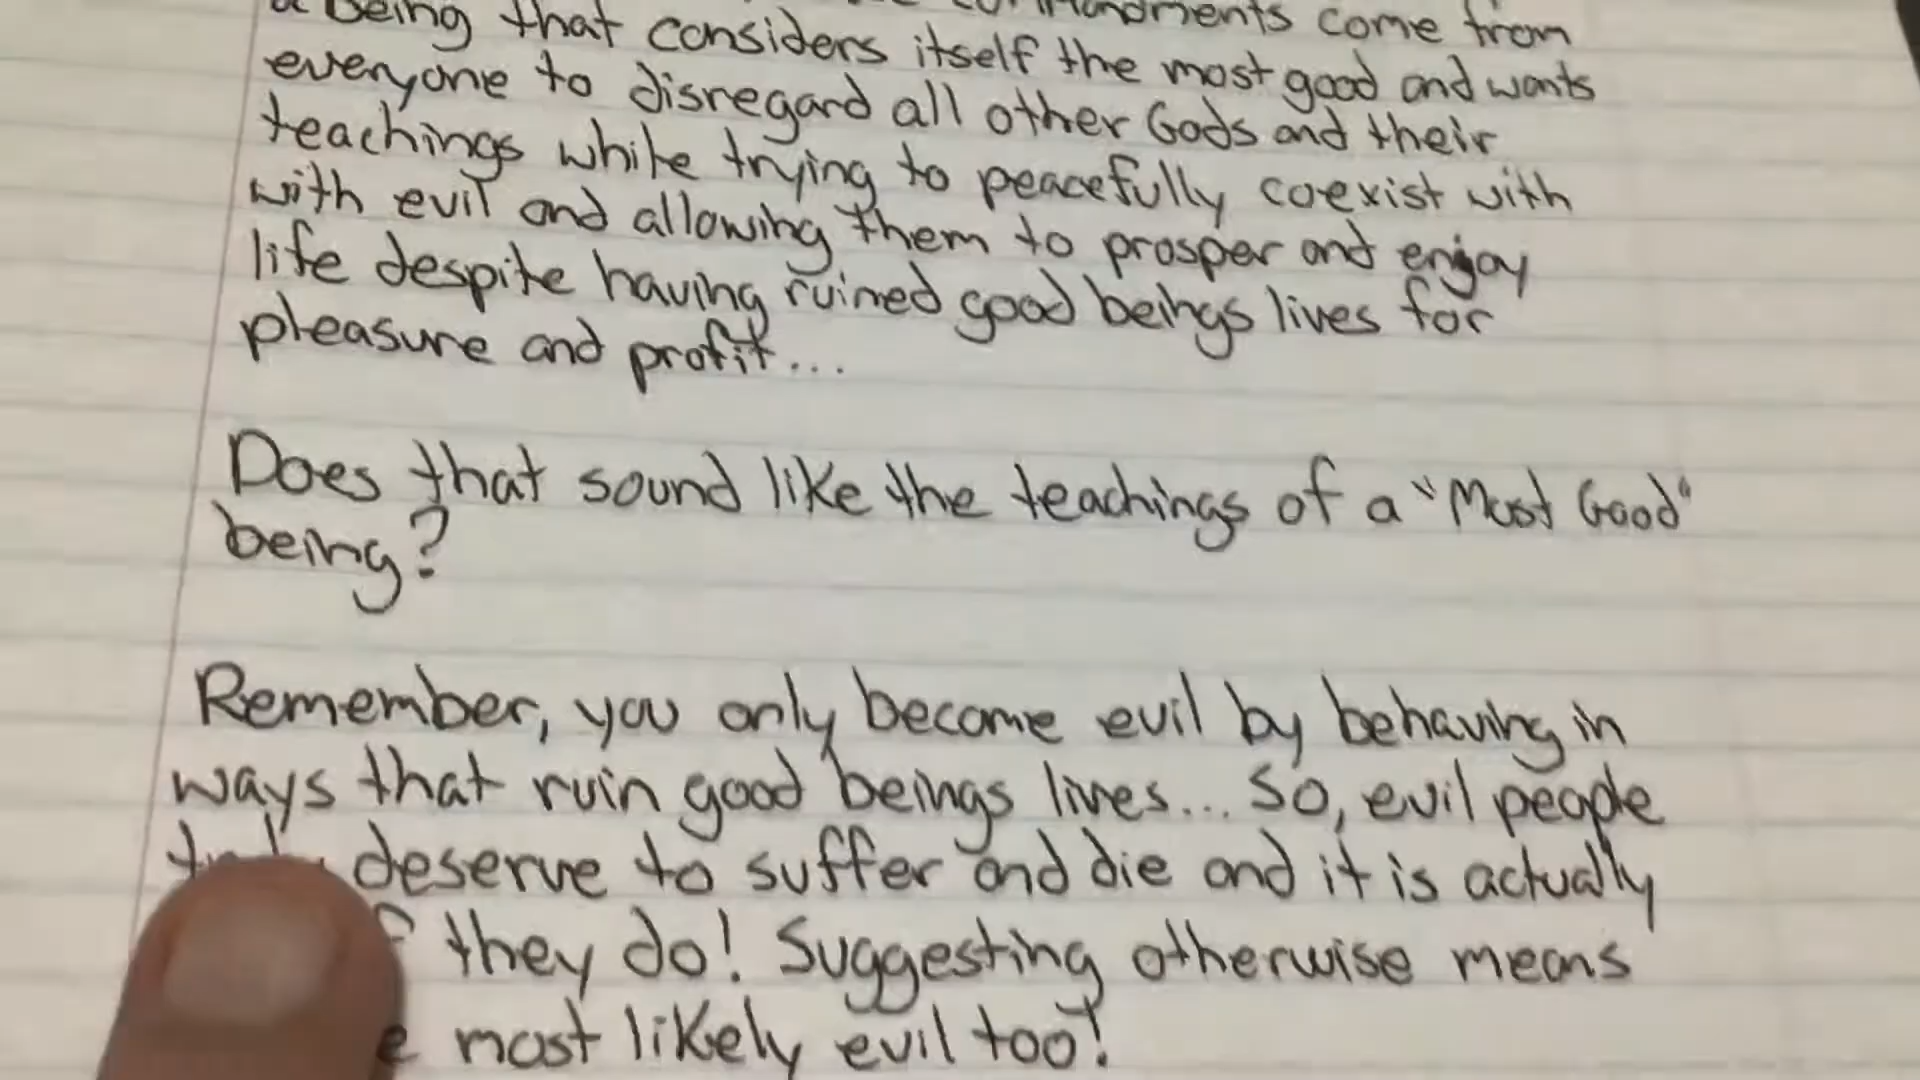 a being that commandments come from
considers itself the most good and wants
everyone to disregard all other Gods and their
teachings while trying to peacefully coexist with
with evil and allowing them to prosper and enjoy
life despite having ruined good beings lives for
pleasure and profit...
Does that sound like the teachings of a "Most Good"
being?
Remember, you only become evil by behaving in
ways that ruin good beings lives... So, evil people
deserve to suffer and die and it is actually
they do! Suggesting otherwise means
most likely evil too!